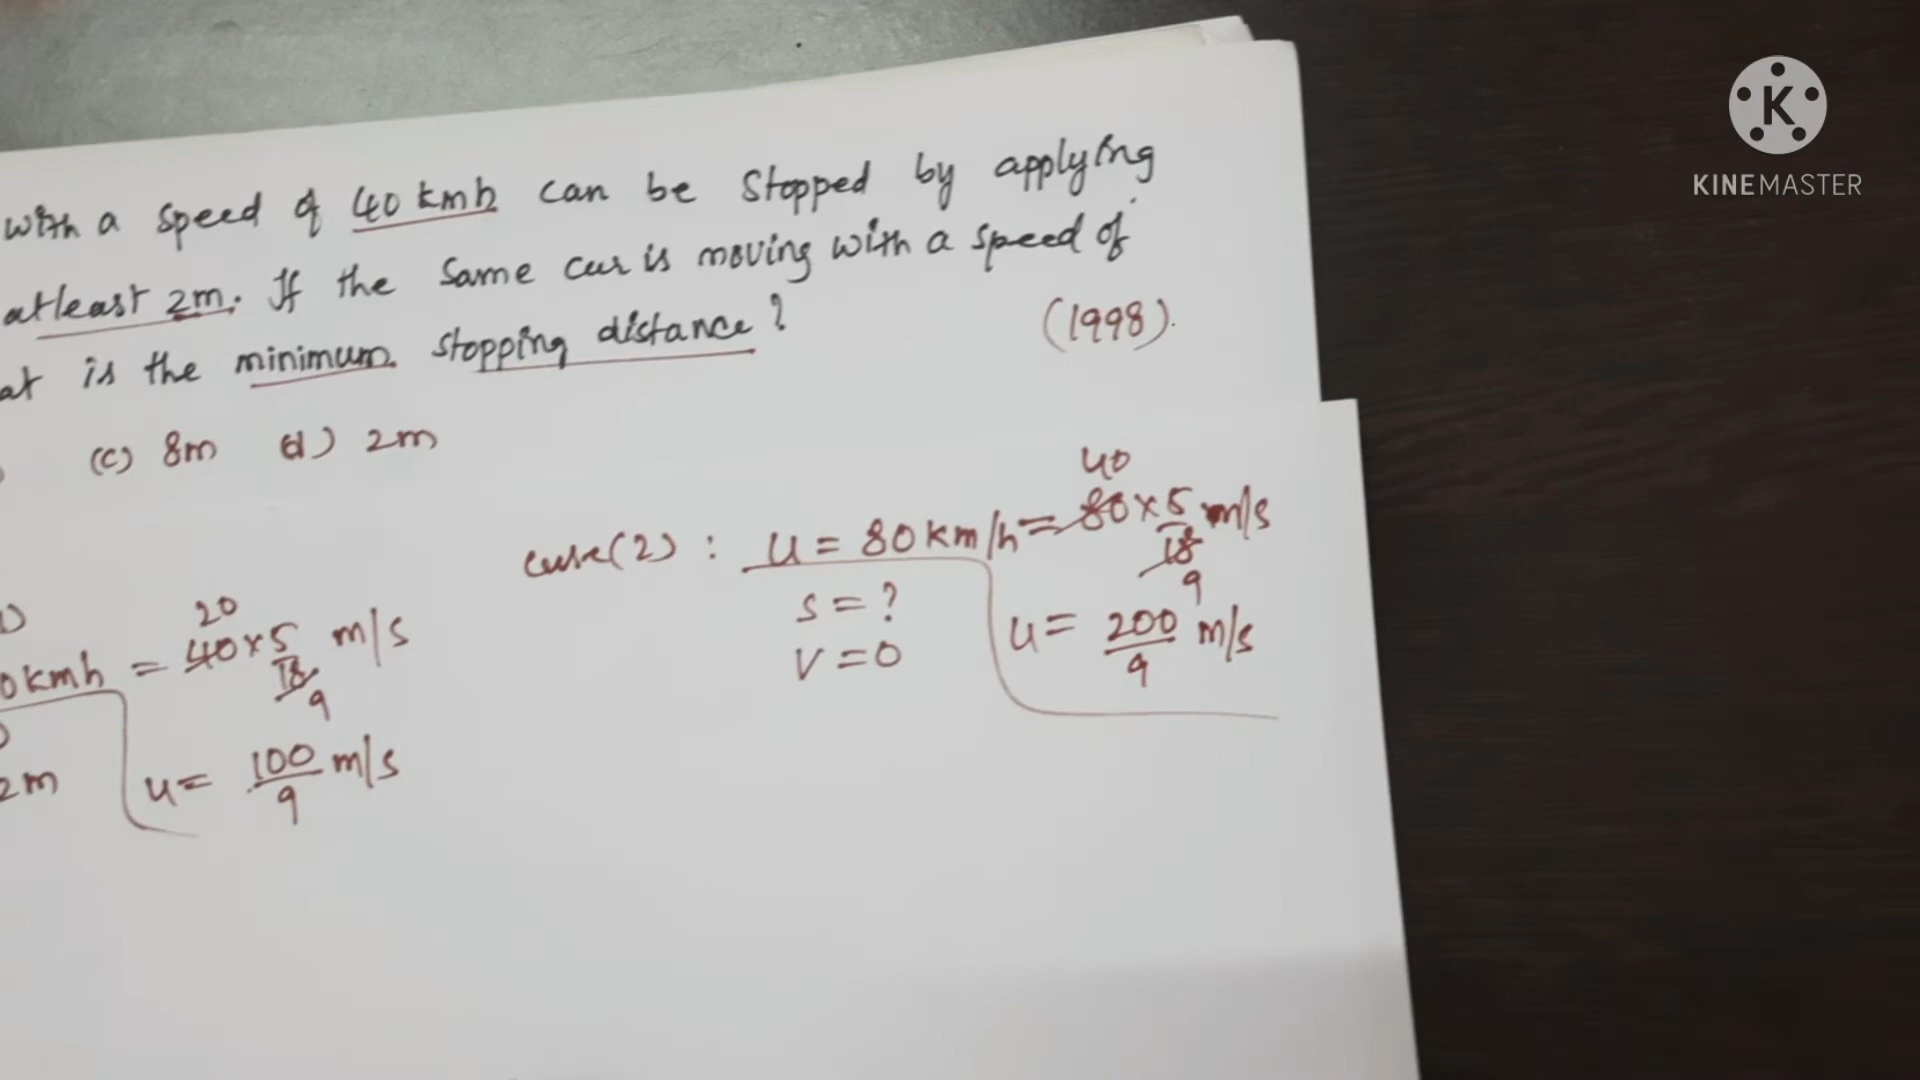 with a speed of 40 kmh can be stopped by applying
atleast 2m. If the same car is moving with a speed of
at is the minimum stopping distance?
(1998).
(c) 8m d) 2m
case(2) : u = 80 km/h = 80 × 5 m/s
40
18
9
s = ?
v = 0
u = 200 m/s
9
20
0 kmh = 40 × 5 m/s
18
9
2m
u = 100 m/s
9
K
KINEMASTER